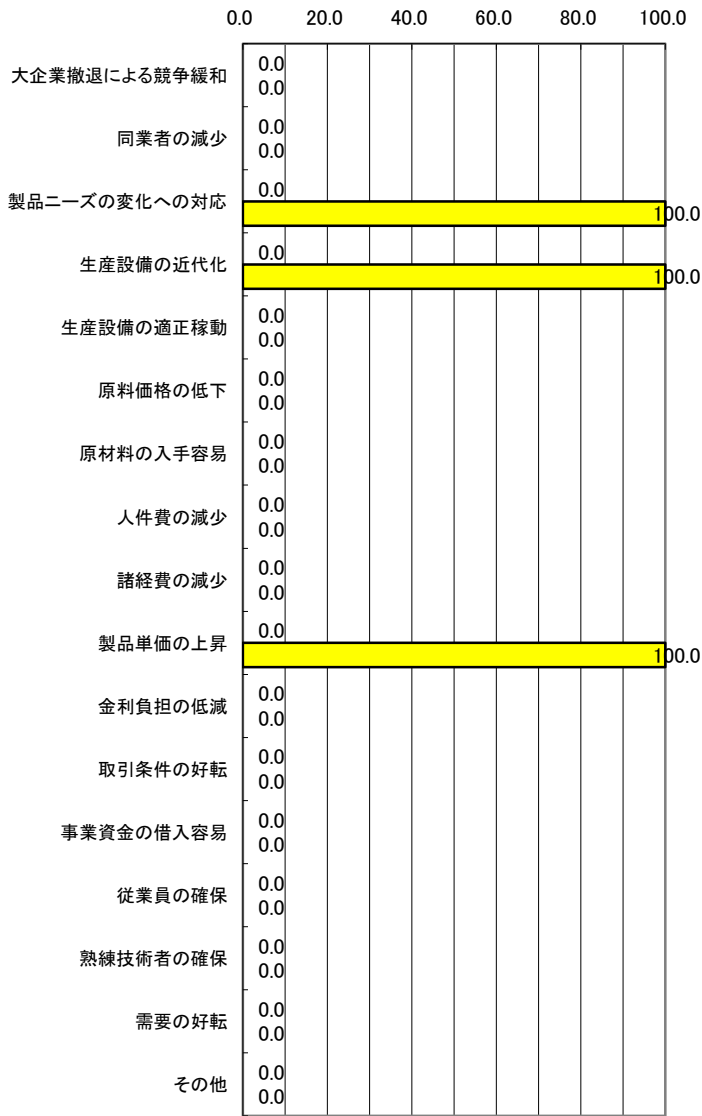 0.0 20.0 40.0 60.0 80.0 100.0
大企業撤退による競争緩和 0.0
0.0
同業者の減少 0.0
0.0
製品ニーズの変化への対応 0.0
100.0
生産設備の近代化 0.0
100.0
生産設備の適正稼動 0.0
0.0
原料価格の低下 0.0
0.0
原材料の入手容易 0.0
0.0
人件費の減少 0.0
0.0
諸経費の減少 0.0
0.0
製品単価の上昇 0.0
100.0
金利負担の低減 0.0
0.0
取引条件の好転 0.0
0.0
事業資金の借入容易 0.0
0.0
従業員の確保 0.0
0.0
熟練技術者の確保 0.0
0.0
需要の好転 0.0
0.0
その他 0.0
0.0